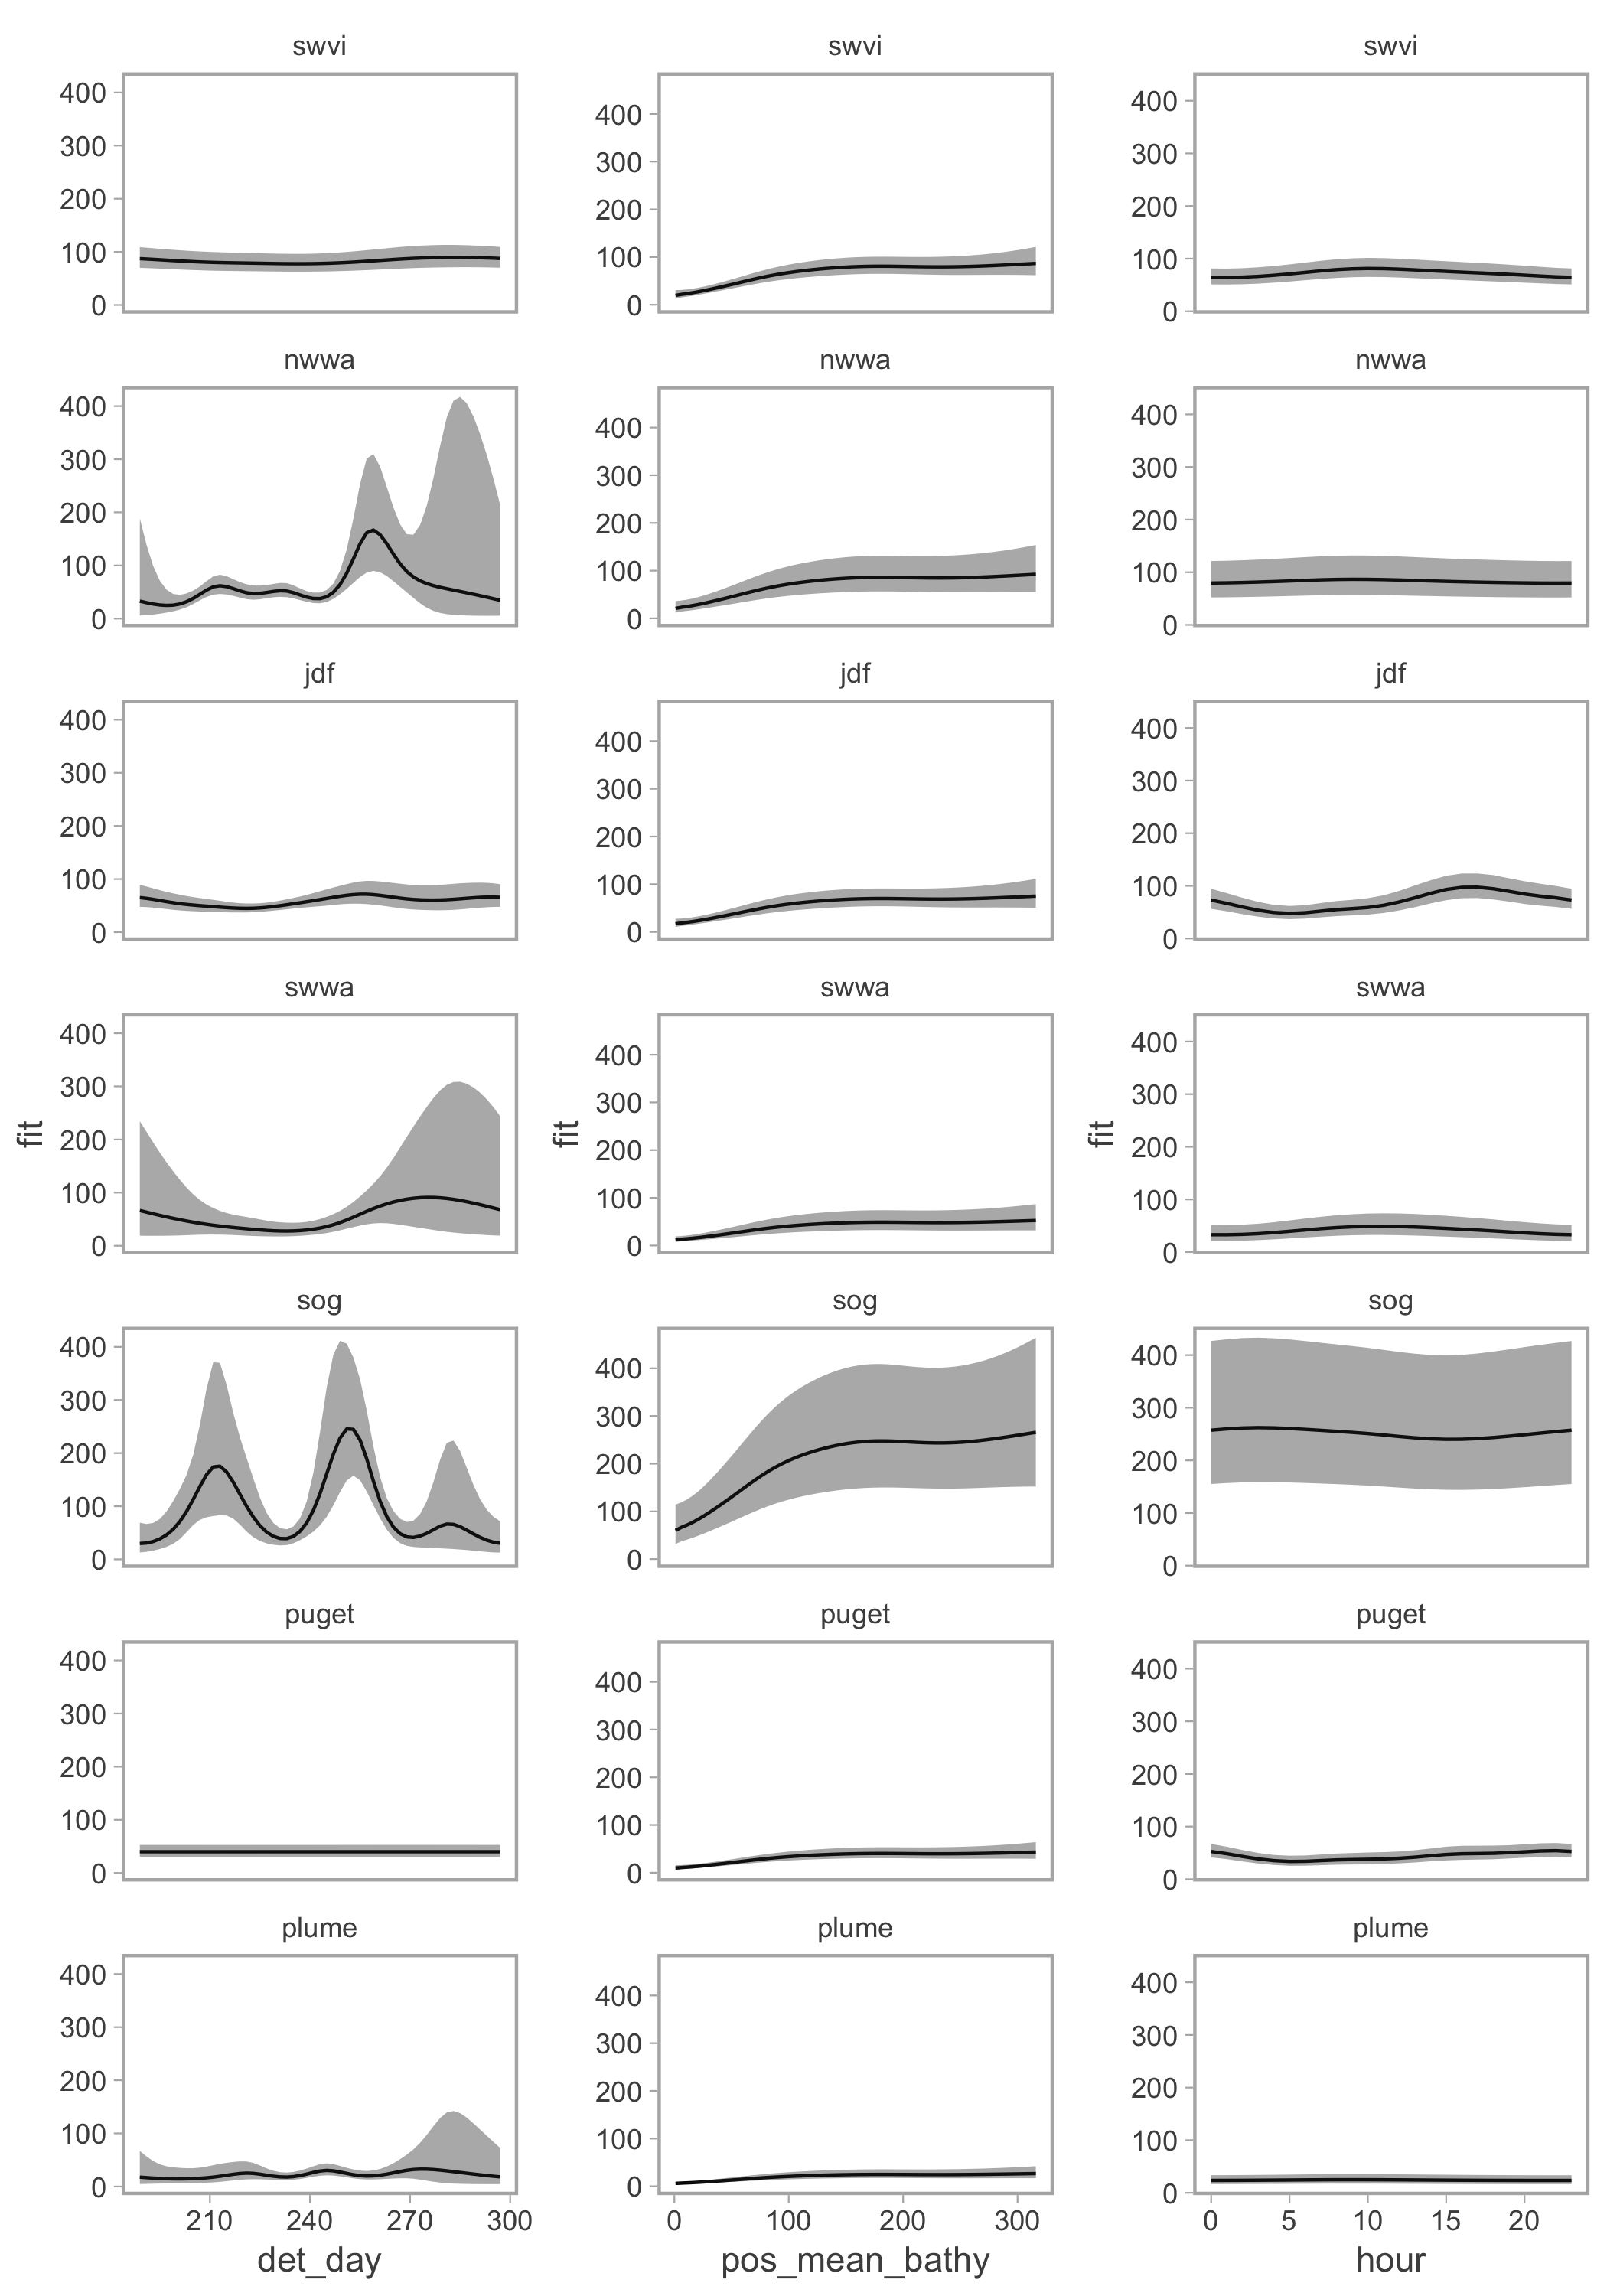 swvi swvi swvi
400 400 400
300 300 300
200 200 200
100 100 100
0 0 0
nwwa nwwa nwwa
400 400 400
300 300 300
200 200 200
100 100 100
0 0 0
jdf jdf jdf
400 400 400
300 300 300
200 200 200
100 100 100
0 0 0
swwa swwa swwa
400 400 400
300 300 300
200 200 200
100 100 100
0 0 0
fit fit fit
sog sog sog
400 400 400
300 300 300
200 200 200
100 100 100
0 0 0
puget puget puget
400 400 400
300 300 300
200 200 200
100 100 100
0 0 0
plume plume plume
400 400 400
300 300 300
200 200 200
100 100 100
0 0 0
210 240 270 300 0 100 200 300 0 5 10 15 20
det_day pos_mean_bathy hour